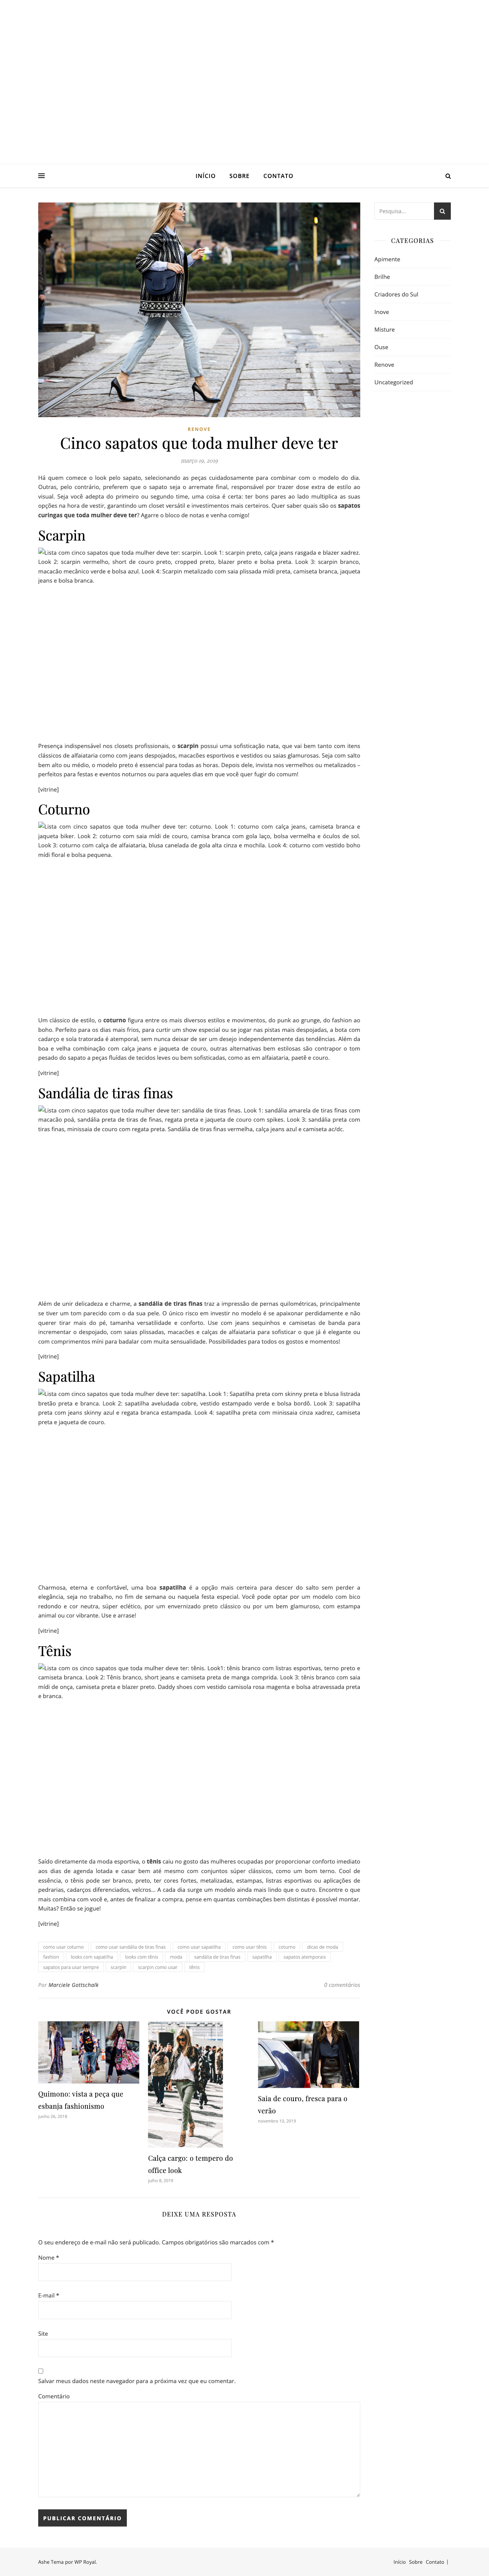 INÍCIO SOBRE CONTATO
RENOVE
Cinco sapatos que toda mulher deve ter
março 19, 2019
Há quem comece o look pelo sapato, selecionando as peças cuidadosamente para combinar com o modelo do dia.
Outras, pelo contrário, preferem que o sapato seja o arremate final, responsável por trazer dose extra de estilo ao
visual. Seja você adepta do primeiro ou segundo time, uma coisa é certa: ter bons pares ao lado multiplica as suas
opções na hora de vestir, garantindo um closet versátil e investimentos mais certeiros. Quer saber quais são os sapatos
curingas que toda mulher deve ter? Agarre o bloco de notas e venha comigo!
Scarpin
Lista com cinco sapatos que toda mulher deve ter: scarpin. Look 1: scarpin preto, calça jeans rasgada e blazer xadrez.
Look 2: scarpin vermelho, short de couro preto, cropped preto, blazer preto e bolsa preta. Look 3: scarpin branco,
macacão mecânico verde e bolsa azul. Look 4: Scarpin metalizado com saia plissada mídi preta, camiseta branca, jaqueta
jeans e bolsa branca.
Presença indispensável nos closets profissionais, o scarpin possui uma sofisticação nata, que vai bem tanto com itens
clássicos de alfaiataria como com jeans despojados, macacões esportivos e vestidos ou saias glamurosas. Seja com salto
bem alto ou médio, o modelo preto é essencial para todas as horas. Depois dele, invista nos vermelhos ou metalizados –
perfeitos para festas e eventos noturnos ou para aqueles dias em que você quer fugir do comum!
[vitrine]
Coturno
Lista com cinco sapatos que toda mulher deve ter: coturno. Look 1: coturno com calça jeans, camiseta branca e
jaqueta biker. Look 2: coturno com saia mídi de couro, camisa branca com gola laço, bolsa vermelha e óculos de sol.
Look 3: coturno com calça de alfaiataria, blusa canelada de gola alta cinza e mochila. Look 4: coturno com vestido boho
mídi floral e bolsa pequena.
Um clássico de estilo, o coturno figura entre os mais diversos estilos e movimentos, do punk ao grunge, do fashion ao
boho. Perfeito para os dias mais frios, para curtir um show especial ou se jogar nas pistas mais despojadas, a bota com
cadarço e sola tratorada é atemporal, sem nunca deixar de ser um desejo independentemente das tendências. Além da
boa e velha combinação com calça jeans e jaqueta de couro, outras alternativas bem estilosas são contrapor o tom
pesado do sapato a peças fluídas de tecidos leves ou bem sofisticadas, como as em alfaiataria, paetê e couro.
[vitrine]
Sandália de tiras finas
Lista com cinco sapatos que toda mulher deve ter: sandália de tiras finas. Look 1: sandália amarela de tiras finas com
macacão poá, sandália preta de tiras de finas, regata preta e jaqueta de couro com spikes. Look 3: sandália preta com
tiras finas, minissaia de couro com regata preta. Sandália de tiras finas vermelha, calça jeans azul e camiseta ac/dc.
Além de unir delicadeza e charme, a sandália de tiras finas traz a impressão de pernas quilométricas, principalmente
se tiver um tom parecido com o da sua pele. O único risco em investir no modelo é se apaixonar perdidamente e não
querer tirar mais do pé, tamanha versatilidade e conforto. Use com jeans sequinhos e camisetas de banda para
incrementar o despojado, com saias plissadas, macacões e calças de alfaiataria para sofisticar o que já é elegante ou
com comprimentos míni para badalar com muita sensualidade. Possibilidades para todos os gostos e momentos!
[vitrine]
Sapatilha
Lista com cinco sapatos que toda mulher deve ter: sapatilha. Look 1: Sapatilha preta com skinny preta e blusa listrada
bretão preta e branca. Look 2: sapatilha aveludada cobre, vestido estampado verde e bolsa bordô. Look 3: sapatilha
preta com jeans skinny azul e regata branca estampada. Look 4: sapatilha preta com minissaia cinza xadrez, camiseta
preta e jaqueta de couro.
Charmosa, eterna e confortável, uma boa sapatilha é a opção mais certeira para descer do salto sem perder a
elegância, seja no trabalho, no fim de semana ou naquela festa especial. Você pode optar por um modelo com bico
redondo e cor neutra, súper eclético, por um envernizado preto clássico ou por um bem glamuroso, com estampa
animal ou cor vibrante. Use e arrase!
[vitrine]
Tênis
Lista com os cinco sapatos que toda mulher deve ter: tênis. Look1: tênis branco com listras esportivas, terno preto e
camiseta branca. Look 2: Tênis branco, short jeans e camiseta preta de manga comprida. Look 3: tênis branco com saia
mídi de onça, camiseta preta e blazer preto. Daddy shoes com vestido camisola rosa magenta e bolsa atravessada preta
e branca.
Saído diretamente da moda esportiva, o tênis caiu no gosto das mulheres ocupadas por proporcionar conforto imediato
aos dias de agenda lotada e casar bem até mesmo com conjuntos súper clássicos, como um bom terno. Cool de
essência, o tênis pode ser branco, preto, ter cores fortes, metalizadas, estampas, listras esportivas ou aplicações de
pedrarias, cadarços diferenciados, velcros... A cada dia surge um modelo ainda mais lindo que o outro. Encontre o que
mais combina com você e, antes de finalizar a compra, pense em quantas combinações bem distintas é possível montar.
Muitas? Então se jogue!
[vitrine]
como usar coturno como usar sandália de tiras finas como usar sapatilha como usar tênis coturno dicas de moda
fashion looks com sapatilha looks com tênis moda sandália de tiras finas sapatilha sapatos atemporais
sapatos para usar sempre scarpin scarpin como usar tênis
Por Marciele Gottschalk 0 comentários
VOCÊ PODE GOSTAR
Quimono: vista a peça que
esbanja fashionismo
junho 26, 2018
Calça cargo: o tempero do
office look
julho 8, 2019
Saia de couro, fresca para o
verão
novembro 10, 2019
DEIXE UMA RESPOSTA
O seu endereço de e-mail não será publicado. Campos obrigatórios são marcados com *
Nome *
E-mail *
Site
Salvar meus dados neste navegador para a próxima vez que eu comentar.
Comentário
PUBLICAR COMENTÁRIO
Pesquisa...
CATEGORIAS
Apimente
Brilhe
Criadores do Sul
Inove
Misture
Ouse
Renove
Uncategorized
Ashe Tema por WP Royal.
Início Sobre Contato |